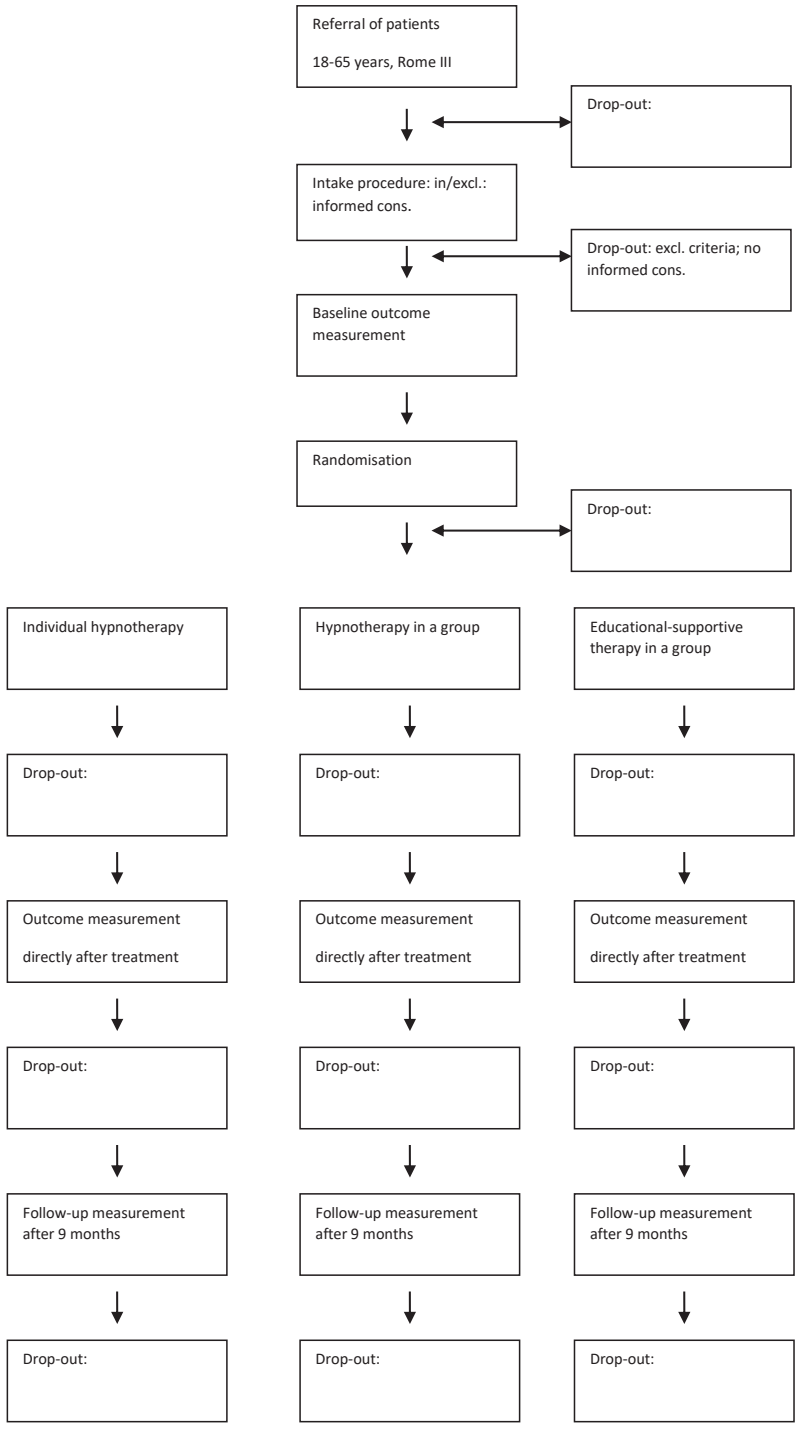 Referral of patients
18-65 years, Rome III
Drop-out:
Intake procedure: in/excl.:
informed cons.
Drop-out: excl. criteria; no
informed cons.
Baseline outcome
measurement
Randomisation
Drop-out:
Individual hypnotherapy
Hypnotherapy in a group
Educational-supportive
therapy in a group
Drop-out:
Drop-out:
Drop-out:
Outcome measurement
directly after treatment
Outcome measurement
directly after treatment
Outcome measurement
directly after treatment
Drop-out:
Drop-out:
Drop-out:
Follow-up measurement
after 9 months
Follow-up measurement
after 9 months
Follow-up measurement
after 9 months
Drop-out:
Drop-out:
Drop-out: